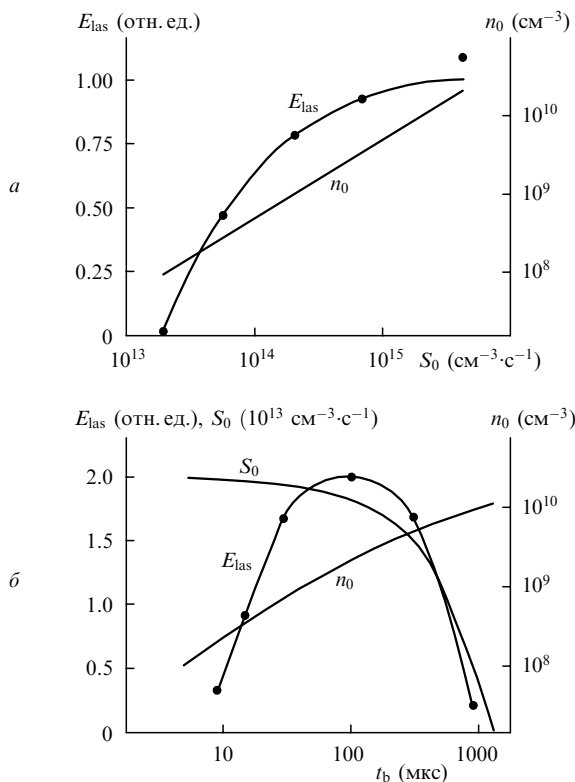 E_las (отн. ед.) n_0 (см^−3)
1.00
E_las
10^10
0.75
а
n_0
0.50 10^9
0.25 10^8
0
10^13 10^14 10^15 S_0 (см^−3·с^−1)
E_las (отн. ед.), S_0 (10^13 см^−3·с^−1) n_0 (см^−3)
S_0
2.0
10^10
1.5
E_las
б
n_0
1.0 10^9
0.5 10^8
0
10 100 1000
t_b (мкс)